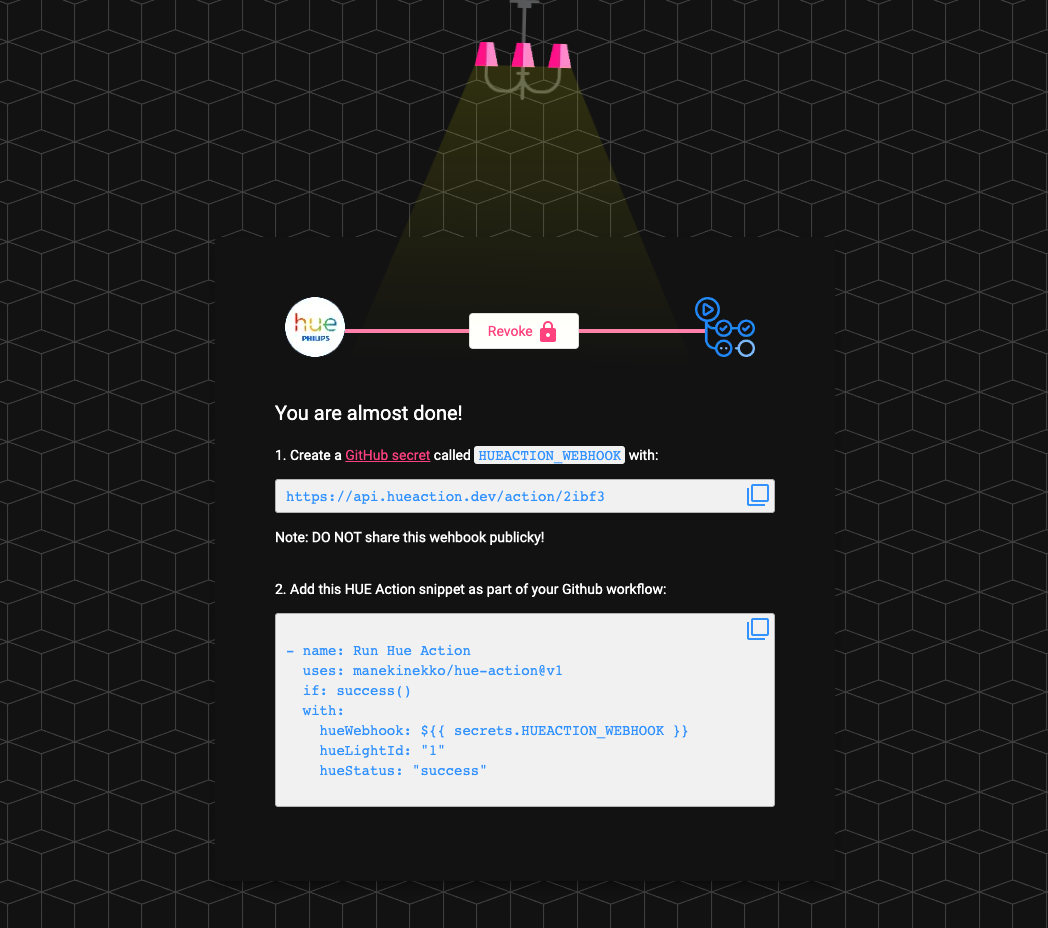 hue
PHILIPS
Revoke
You are almost done!
1. Create a GitHub secret called HUEACTION_WEBHOOK with:
https://api.hueaction.dev/action/2ibf3
Note: DO NOT share this wehbook publicky!
2. Add this HUE Action snippet as part of your Github workflow:
- name: Run Hue Action
  uses: manekinekko/hue-action@v1
  if: success()
  with:
    hueWebhook: ${{ secrets.HUEACTION_WEBHOOK }}
    hueLightId: "1"
    hueStatus: "success"